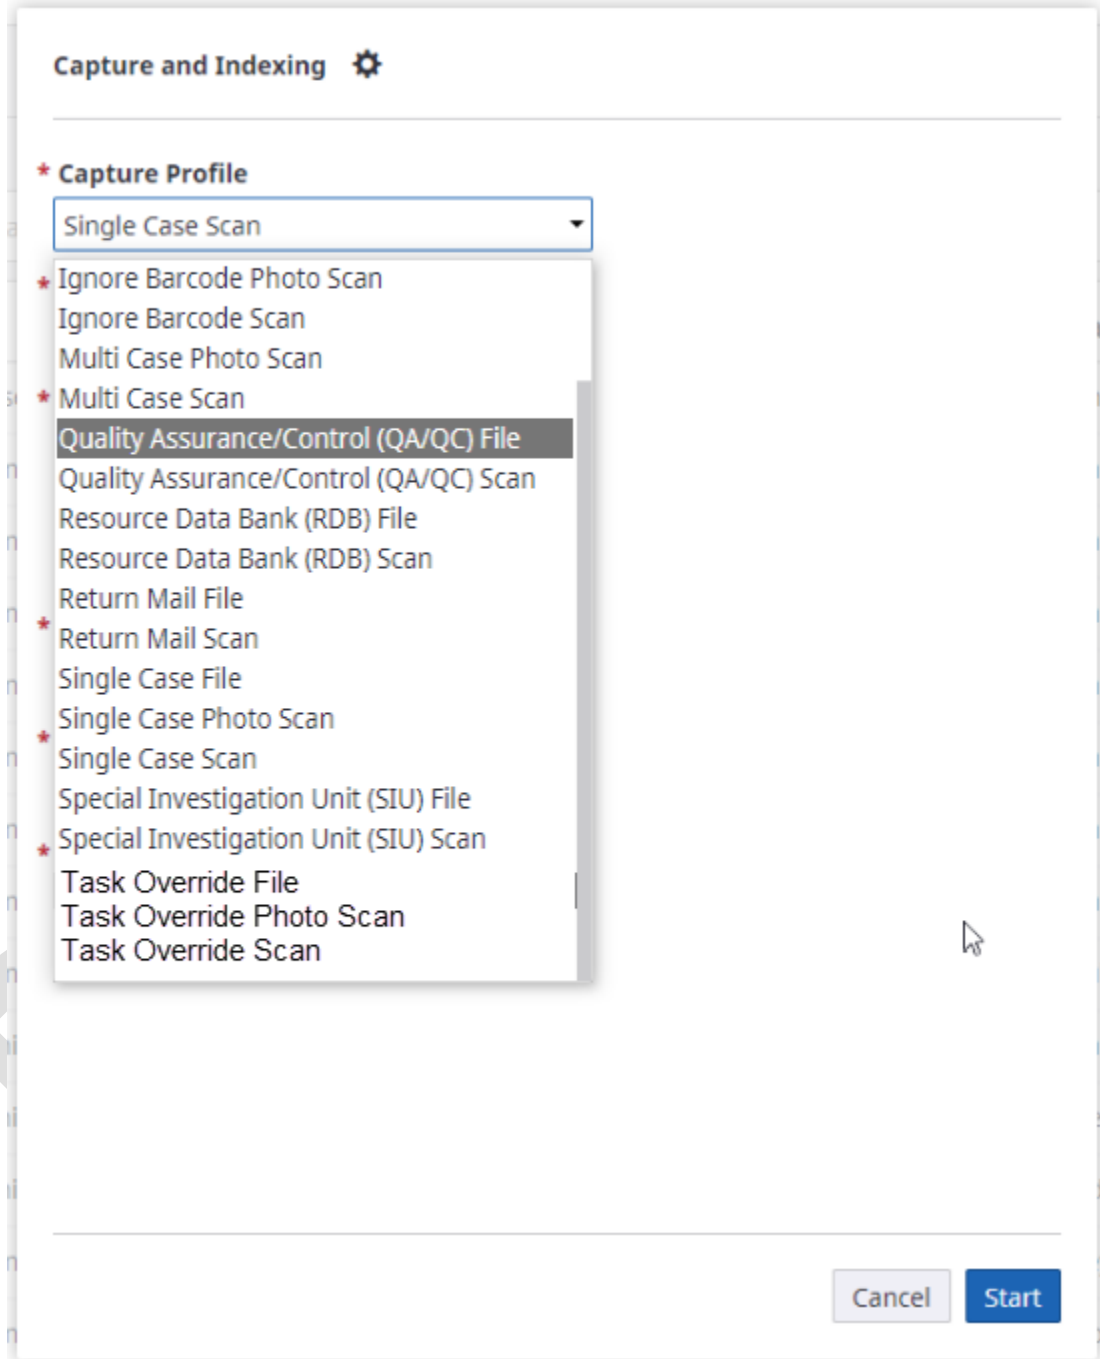 Capture and Indexing
* Capture Profile
Single Case Scan
* Ignore Barcode Photo Scan
Ignore Barcode Scan
Multi Case Photo Scan
* Multi Case Scan
Quality Assurance/Control (QA/QC) File
Quality Assurance/Control (QA/QC) Scan
Resource Data Bank (RDB) File
Resource Data Bank (RDB) Scan
Return Mail File
* Return Mail Scan
Single Case File
Single Case Photo Scan
* Single Case Scan
Special Investigation Unit (SIU) File
Special Investigation Unit (SIU) Scan
* Task Override File
Task Override Photo Scan
Task Override Scan
Cancel Start